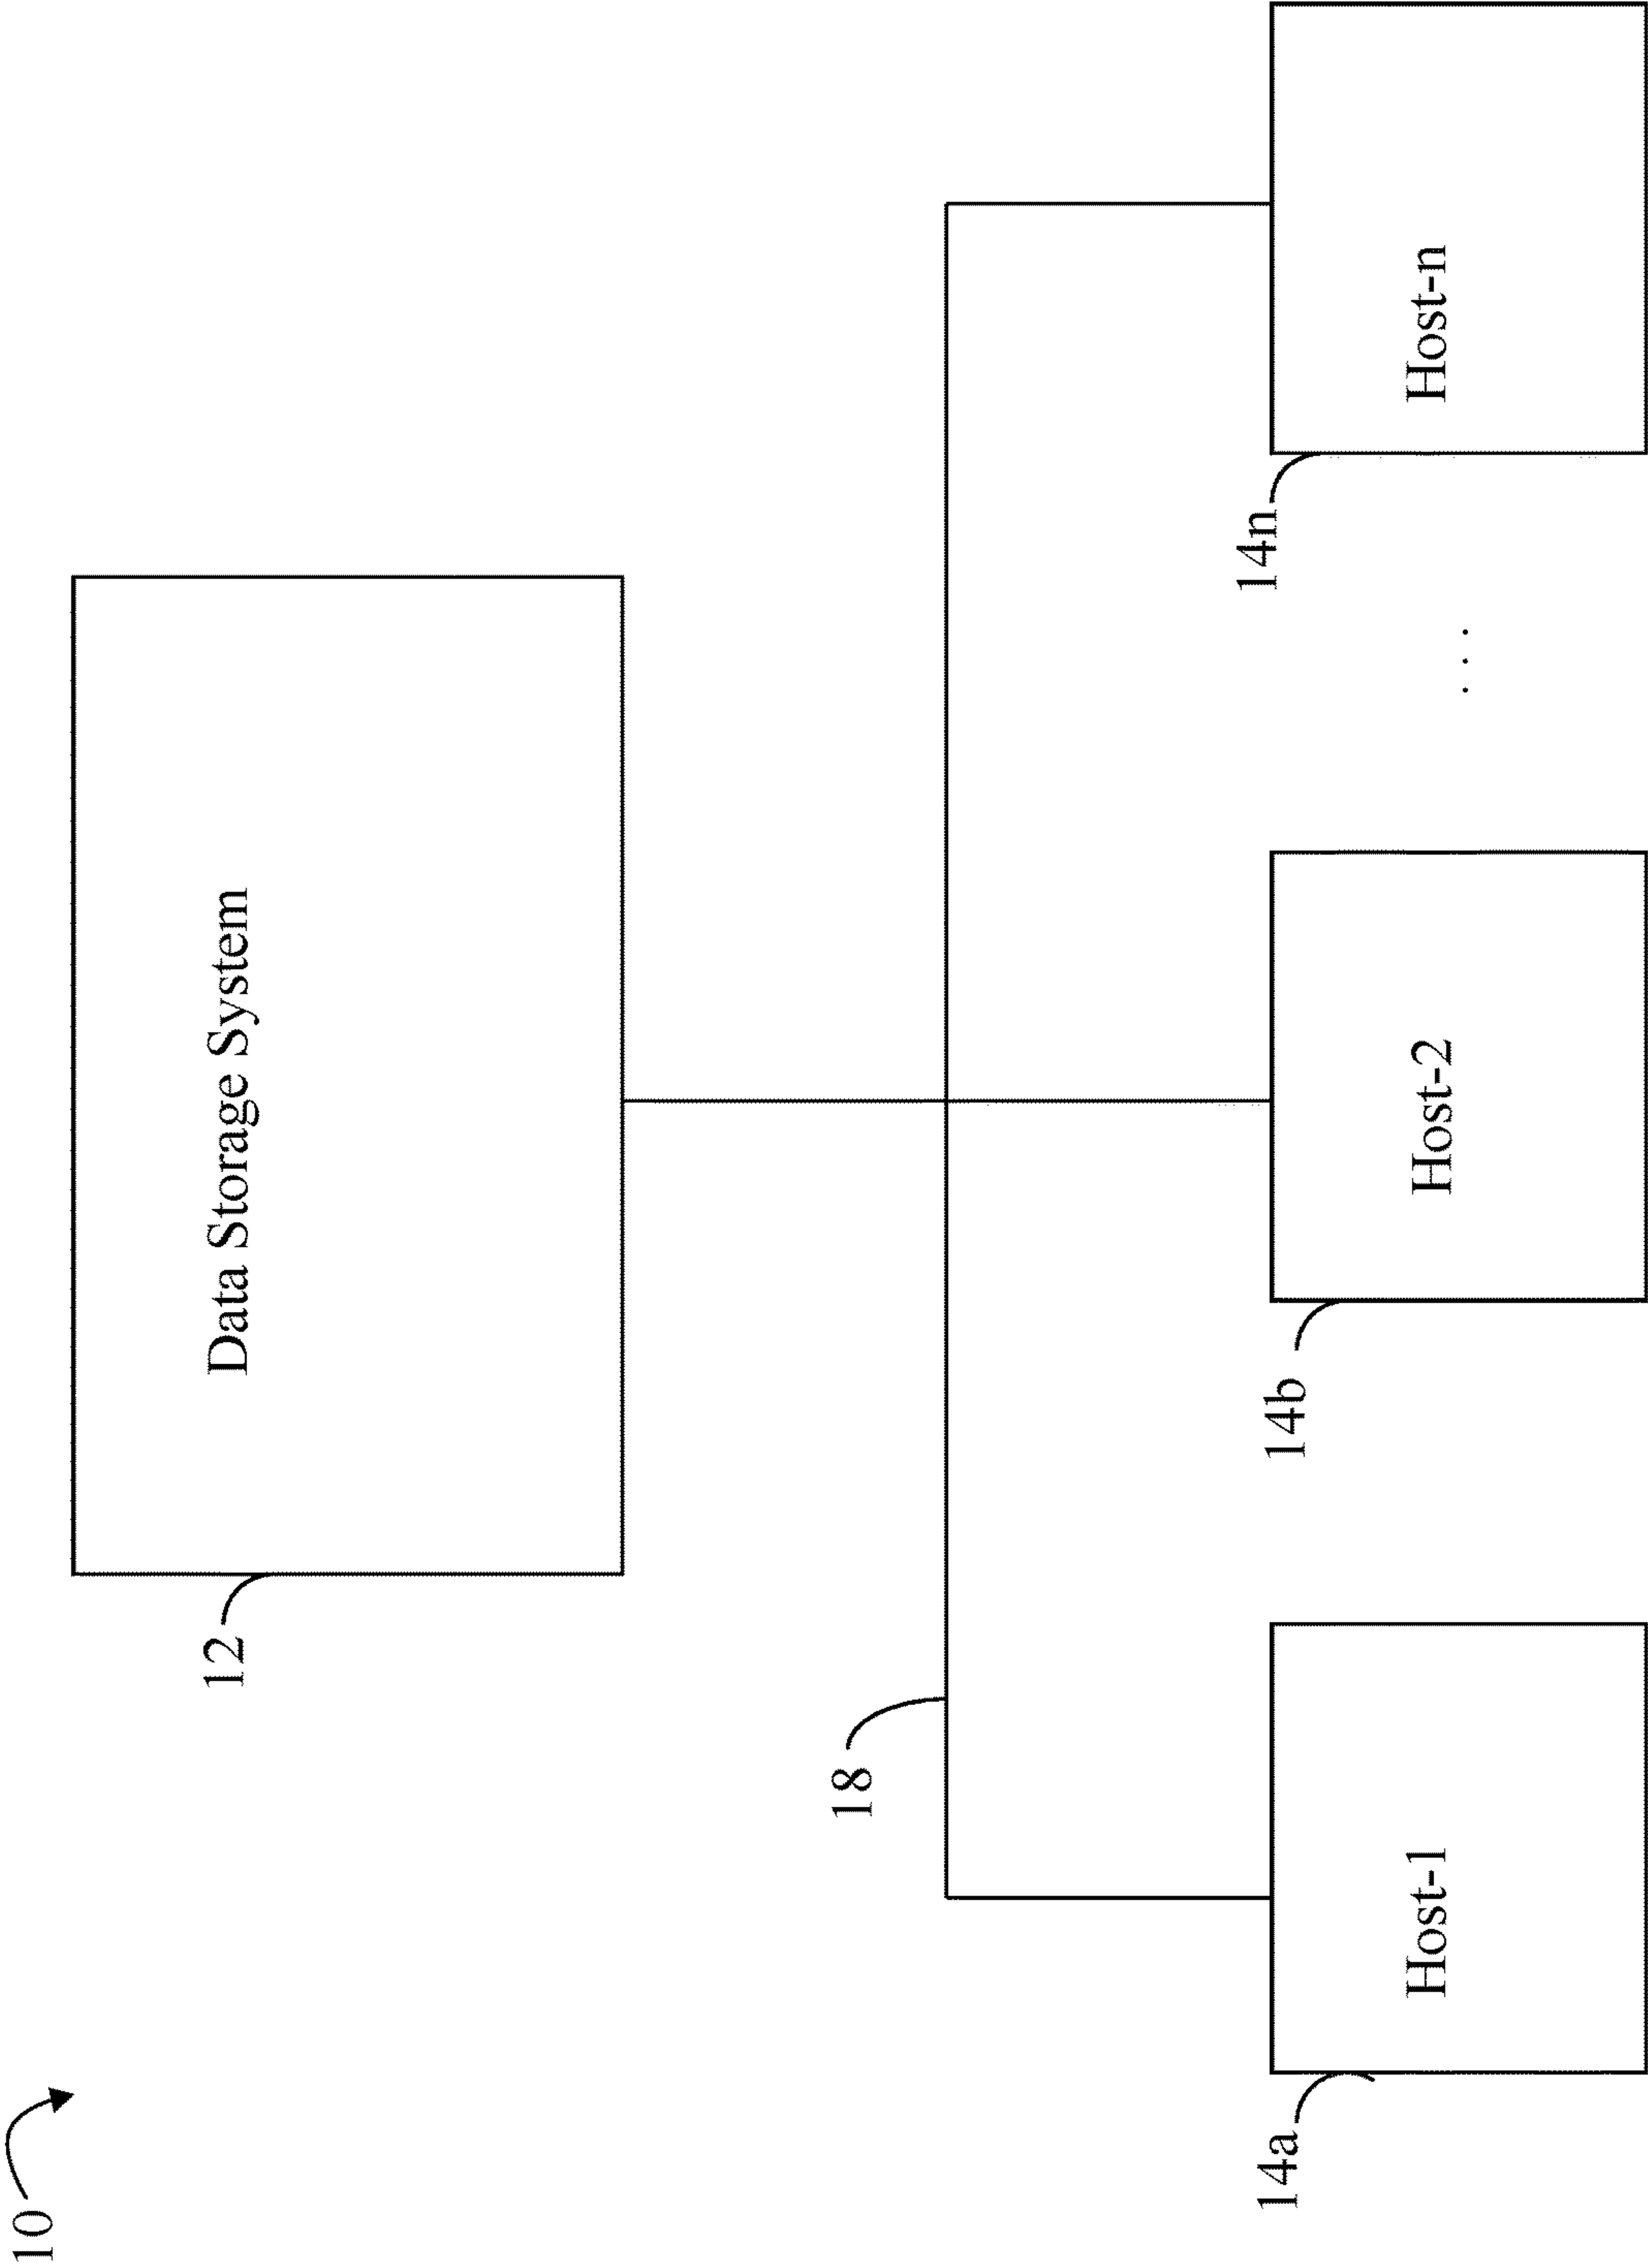 10
12
Data Storage System
18
14a
Host-1
14b
Host-2
. . .
14n
Host-n